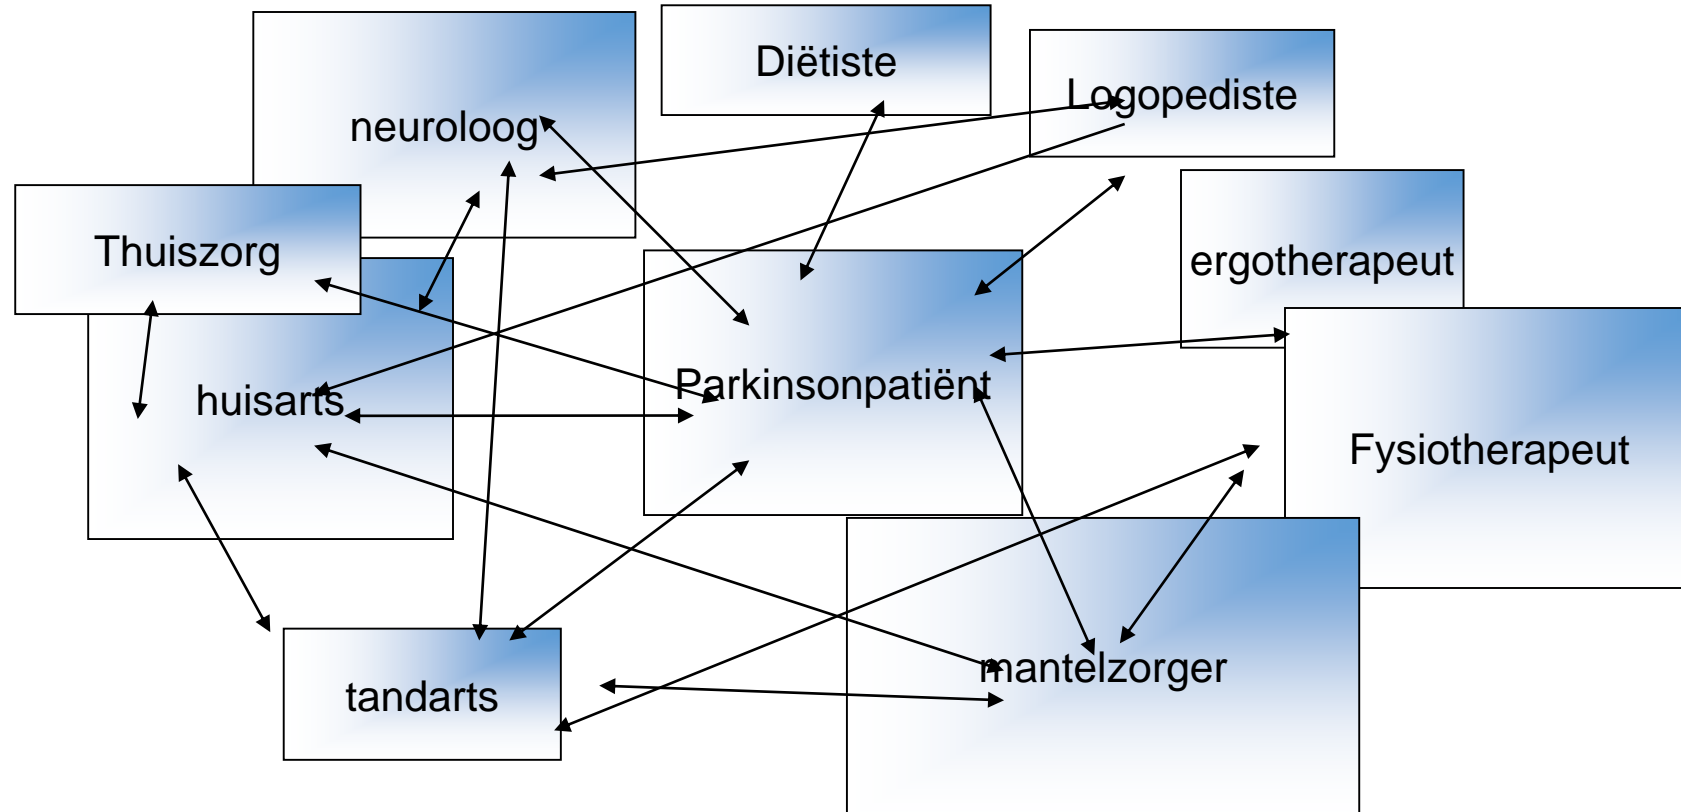 Diëtiste
Logopediste
neuroloog
Thuiszorg
ergotherapeut
Parkinsonpatiënt
huisarts
Fysiotherapeut
mantelzorger
tandarts